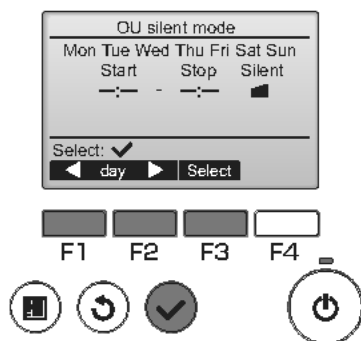 OU silent mode
Mon Tue Wed Thu Fri Sat Sun
Start Stop Silent
--:-- - --:--
Select: ✓
◀ day ▶ Select
F1 F2 F3 F4